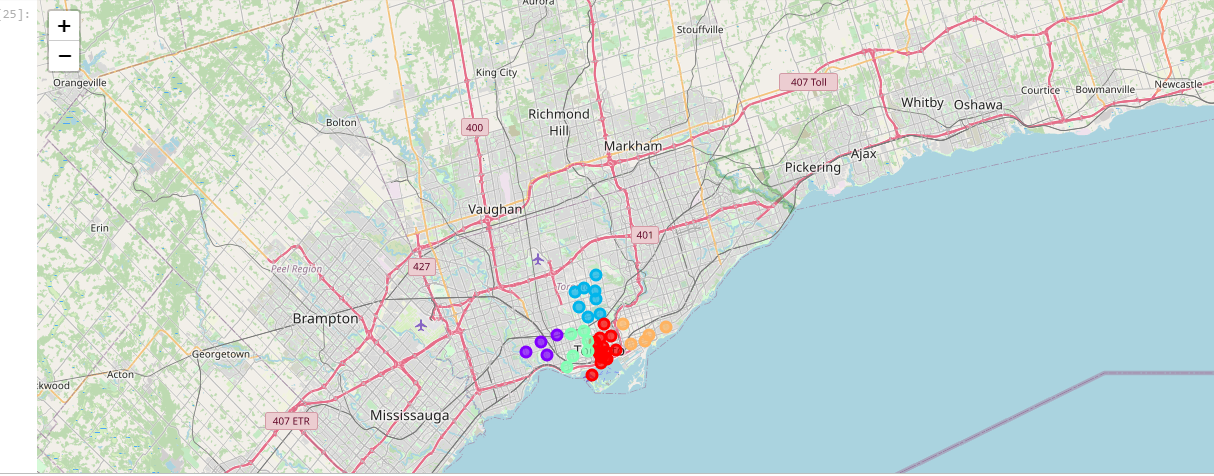 [25]:
+
−
Aurora
Stouffville
King City
Orangeville
407 Toll
Newcastle
Courtice
Bowmanville
Whitby
Oshawa
Richmond
Hill
Bolton
400
Markham
Ajax
Pickering
Vaughan
Erin
401
Peel Region
427
Brampton
Georgetown
Acton
kwood
Mississauga
407 ETR